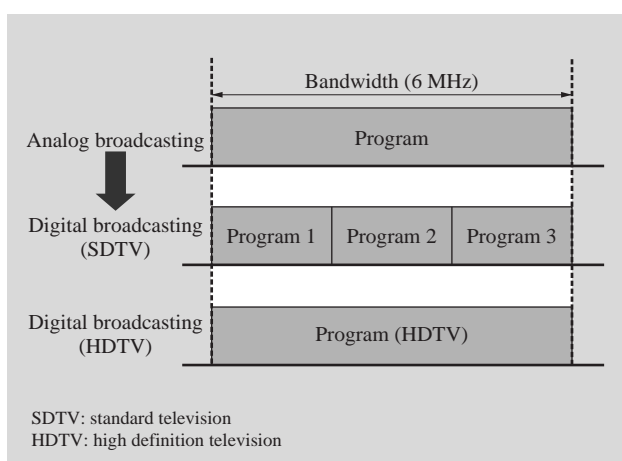 Bandwidth (6 MHz)
Analog broadcasting
Program
Digital broadcasting
(SDTV)
Program 1
Program 2
Program 3
Digital broadcasting
(HDTV)
Program (HDTV)
SDTV: standard television
HDTV: high definition television